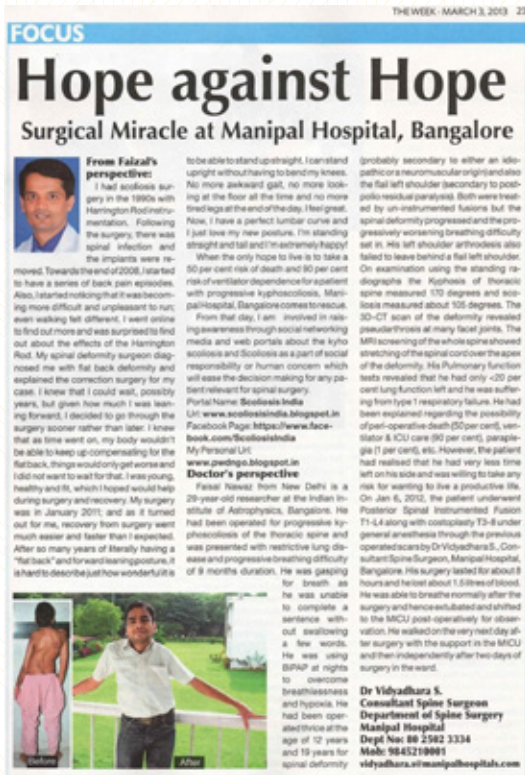 THE WEEK · MARCH 3, 2013 23
FOCUS
Hope against Hope
Surgical Miracle at Manipal Hospital, Bangalore
From Faizal's
perspective:
I had scoliosis sur-
gery in the 1990s with
Harrington Rod instru-
mentation. Following
the surgery, there was
spinal infection and
the implants were re-
moved. Towards the end of 2008, I started
to have a series of back pain episodes.
Also, I started noticing that it was becom-
ing more difficult and unpleasant to run;
even walking felt different. I went online
to find out more and was surprised to find
out about the effects of the Harrington
Rod. My spinal deformity surgeon diag-
nosed me with flat back deformity and
explained the correction surgery for my
case. I knew that I could wait, possibly
years, but given how much I was lean-
ing forward, I decided to go through the
surgery sooner rather than later. I knew
that as time went on, my body wouldn't
be able to keep up compensating for the
flat back, things would only get worse and
I did not want to wait for that. I was young,
healthy and fit, which I hoped would help
during surgery and recovery. My surgery
was in January 2011; and as it turned
out for me, recovery from surgery went
much easier and faster than I expected.
After so many years of literally having a
"flat back" and forward leaning posture, it
is hard to describe just how wonderful it is
to be able to stand up straight. I can stand
upright without having to bend my knees.
No more awkward gait, no more look-
ing at the floor all the time and no more
tired legs at the end of the day. I feel great.
Now, I have a perfect lumbar curve and
I just love my new posture. I'm standing
straight and tall and I'm extremely happy!
When the only hope to live is to take a
50 per cent risk of death and 90 per cent
risk of ventilator dependence for a patient
with progressive kyphoscoliosis, Mani-
pal Hospital, Bangalore comes to rescue.
From that day, I am involved in rais-
ing awareness through social networking
media and web portals about the kypho
scoliosis and Scoliosis as a part of social
responsibility or human concern which
will ease the decision making for any pa-
tient relevant for spinal surgery.
Portal Name: Scoliosis India
Url: www.scoliosisindia.blogspot.in
Facebook Page: https://www.face-
book.com/ScoliosisIndia
My Personal Url:
www.pwdngo.blogspot.in
Doctor's perspective
Faisal Nawaz from New Delhi is a
29-year-old researcher at the Indian In-
stitute of Astrophysics, Bangalore. He
had been operated for progressive ky-
phoscoliosis of the thoracic spine and
was presented with restrictive lung dis-
ease and progressive breathing difficulty
of 9 months duration. He was gasping
for breath as
he was unable
to complete a
sentence with-
out swallowing
a few words.
He was using
BiPAP at nights
to overcome
breathlessness
and hypoxia. He
had been oper-
ated thrice at the
age of 12 years
and 19 years for
spinal deformity
(probably secondary to either an idio-
pathic or a neuromuscular origin) and also
the flail left shoulder (secondary to post-
polio residual paralysis). Both were treat-
ed by un-instrumented fusions but the
spinal deformity progressed and the pro-
gressively worsening breathing difficulty
set in. His left shoulder arthrodesis also
failed to leave behind a flail left shoulder.
On examination using the standing ra-
diographs the Kyphosis of thoracic
spine measured 170 degrees and sco-
liosis measured about 105 degrees. The
3D-CT scan of the deformity revealed
pseudarthrosis at many facet joints. The
MRI screening of the whole spine showed
stretching of the spinal cord over the apex
of the deformity. His Pulmonary function
tests revealed that he had only <20 per
cent lung function left and he was suffer-
ing from type 1 respiratory failure. He had
been explained regarding the possibility
of peri-operative death (50 per cent), ven-
tilator & ICU care (90 per cent), paraple-
gia (1 per cent), etc. However, the patient
had realised that he had very less time
left on his side and was willing to take any
risk for wanting to live a productive life.
On Jan 6, 2012, the patient underwent
Posterior Spinal Instrumented Fusion
T1-L4 along with costoplasty T3-8 under
general anesthesia through the previous
operated scars by Dr Vidyadhara S., Con-
sultant Spine Surgeon, Manipal Hospital,
Bangalore. His surgery lasted for about 8
hours and he lost about 1.5 litres of blood.
He was able to breathe normally after the
surgery and hence extubated and shifted
to the MICU post-operatively for obser-
vation. He walked on the very next day af-
ter surgery with the support in the MICU
and then independently after two days of
surgery in the ward.
Dr Vidyadhara S.
Consultant Spine Surgeon
Department of Spine Surgery
Manipal Hospital
Dept No: 80 2502 3334
Mob: 9845210001
vidyadhara.s@manipalhospitals.com
Before
After